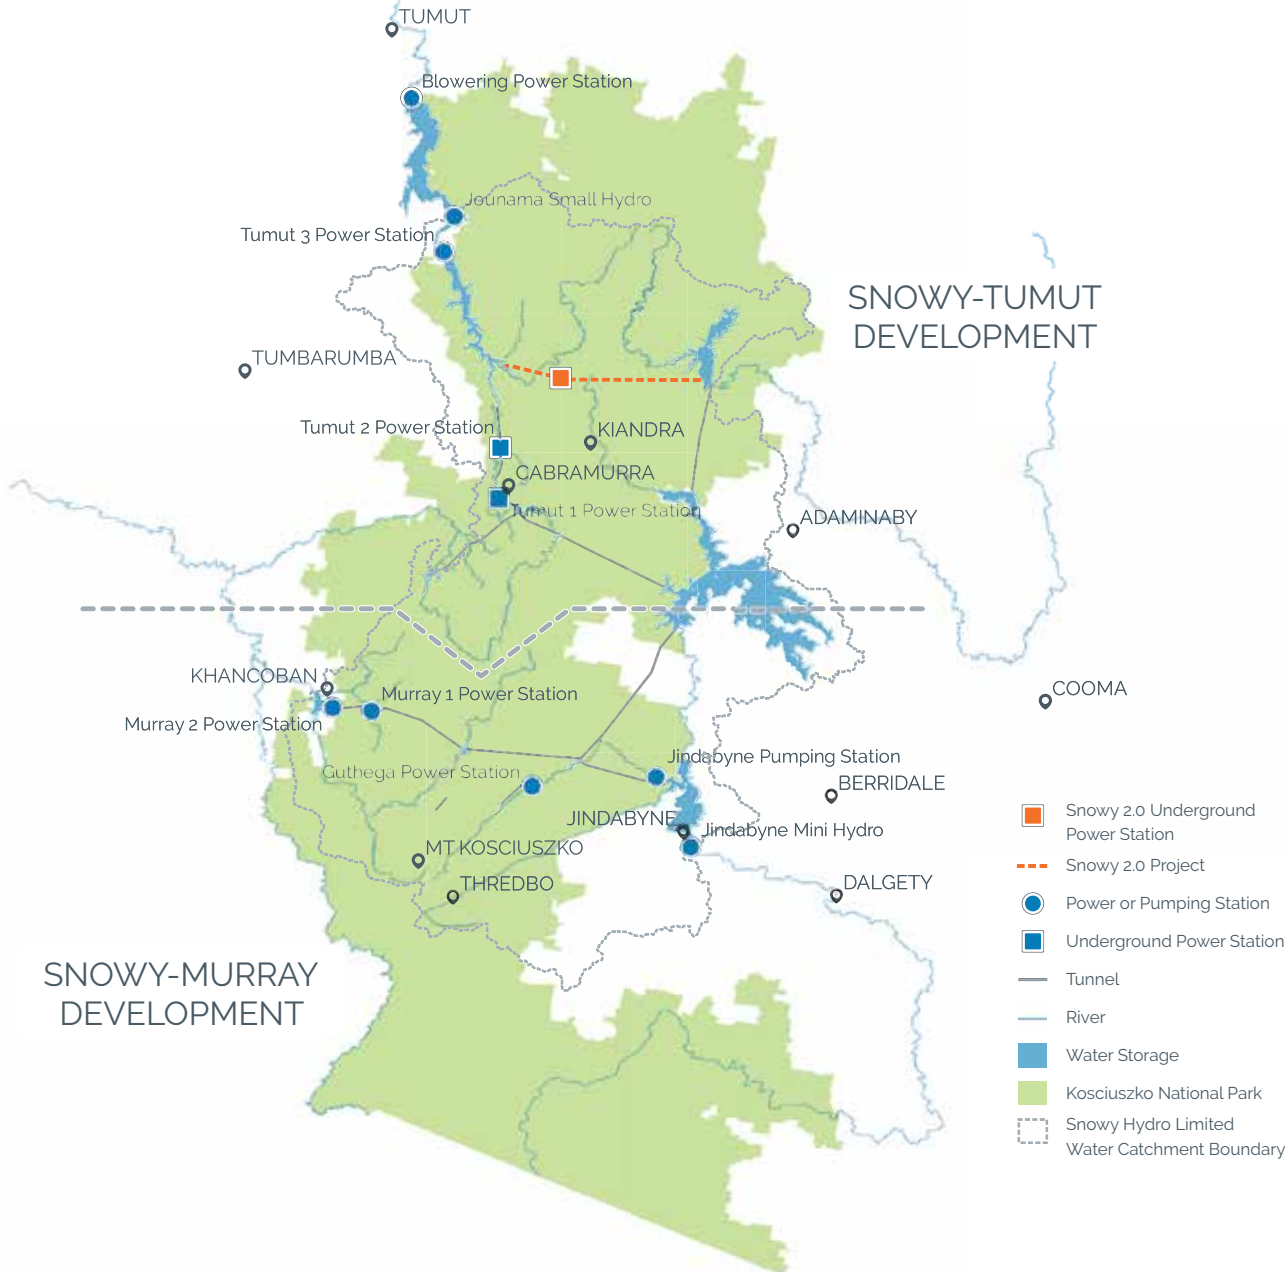 TUMUT
Blowering Power Station
Jounama Small Hydro
Tumut 3 Power Station
SNOWY-TUMUT
DEVELOPMENT
TUMBARUMBA
Tumut 2 Power Station
KIANDRA
CABRAMURRA
Tumut 1 Power Station
ADAMINABY
KHANCOBAN
Murray 1 Power Station
COOMA
Murray 2 Power Station
Jindabyne Pumping Station
Guthega Power Station
BERRIDALE
JINDABYNE
Jindabyne Mini Hydro
MT KOSCIUSZKO
THREDBO
DALGETY
SNOWY-MURRAY
DEVELOPMENT
Snowy 2.0 Underground
Power Station
Snowy 2.0 Project
Power or Pumping Station
Underground Power Station
Tunnel
River
Water Storage
Kosciuszko National Park
Snowy Hydro Limited
Water Catchment Boundary